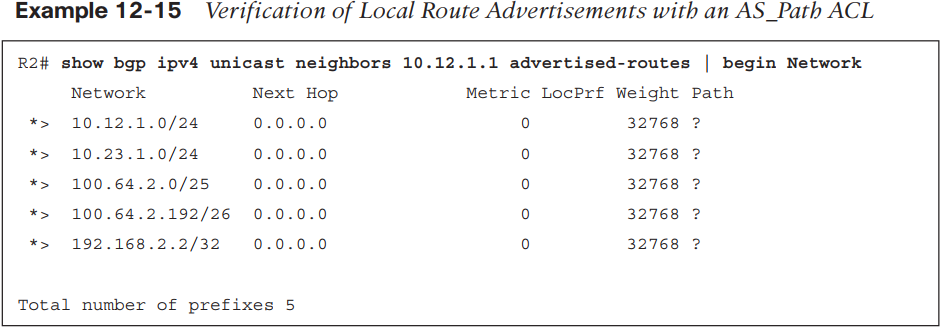 Example 12-15 Verification of Local Route Advertisements with an AS_Path ACL
R2# show bgp ipv4 unicast neighbors 10.12.1.1 advertised-routes | begin Network
Network Next Hop Metric LocPrf Weight Path
*> 10.12.1.0/24 0.0.0.0 0 32768 ?
*> 10.23.1.0/24 0.0.0.0 0 32768 ?
*> 100.64.2.0/25 0.0.0.0 0 32768 ?
*> 100.64.2.192/26 0.0.0.0 0 32768 ?
*> 192.168.2.2/32 0.0.0.0 0 32768 ?
Total number of prefixes 5